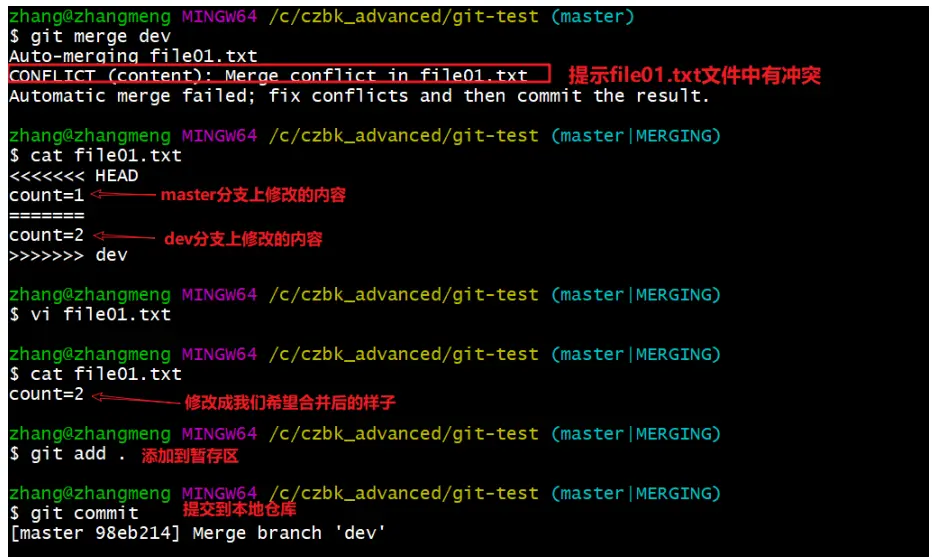 zhang@zhangmeng MINGW64 /c/czbk_advanced/git-test (master)
$ git merge dev
Auto-merging file01.txt
CONFLICT (content): Merge conflict in file01.txt 提示file01.txt文件中有冲突
Automatic merge failed; fix conflicts and then commit the result.
zhang@zhangmeng MINGW64 /c/czbk_advanced/git-test (master|MERGING)
$ cat file01.txt
<<<<<<< HEAD
count=1 master分支上修改的内容
=======
count=2 dev分支上修改的内容
>>>>>>> dev
zhang@zhangmeng MINGW64 /c/czbk_advanced/git-test (master|MERGING)
$ vi file01.txt
zhang@zhangmeng MINGW64 /c/czbk_advanced/git-test (master|MERGING)
$ cat file01.txt
count=2 修改成我们希望合并后的样子
zhang@zhangmeng MINGW64 /c/czbk_advanced/git-test (master|MERGING)
$ git add . 添加到暂存区
zhang@zhangmeng MINGW64 /c/czbk_advanced/git-test (master|MERGING)
$ git commit 提交到本地仓库
[master 98eb214] Merge branch 'dev'